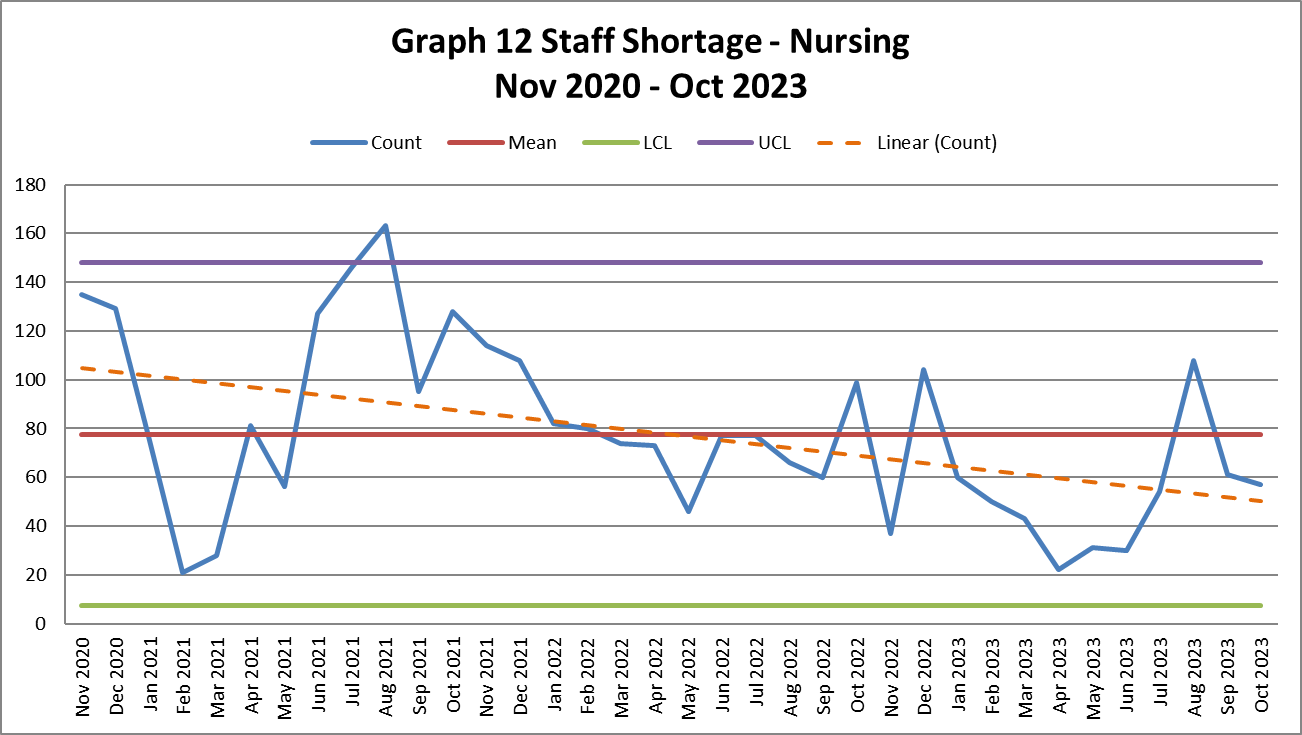 Graph 12 Staff Shortage - Nursing
Nov 2020 - Oct 2023
Count Mean LCL UCL Linear (Count)
180
160
140
120
100
80
60
40
20
0
Nov 2020
Dec 2020
Jan 2021
Feb 2021
Mar 2021
Apr 2021
May 2021
Jun 2021
Jul 2021
Aug 2021
Sep 2021
Oct 2021
Nov 2021
Dec 2021
Jan 2022
Feb 2022
Mar 2022
Apr 2022
May 2022
Jun 2022
Jul 2022
Aug 2022
Sep 2022
Oct 2022
Nov 2022
Dec 2022
Jan 2023
Feb 2023
Mar 2023
Apr 2023
May 2023
Jun 2023
Jul 2023
Aug 2023
Sep 2023
Oct 2023